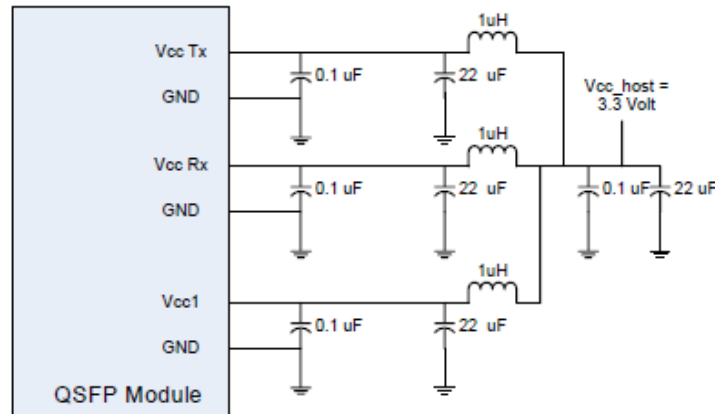 1uH
Vcc Tx
0.1 uF
22 uF
GND
Vcc_host =
3.3 Volt
1uH
Vcc Rx
0.1 uF
22 uF
0.1 uF
22 uF
GND
1uH
Vcc1
0.1 uF
22 uF
GND
QSFP Module